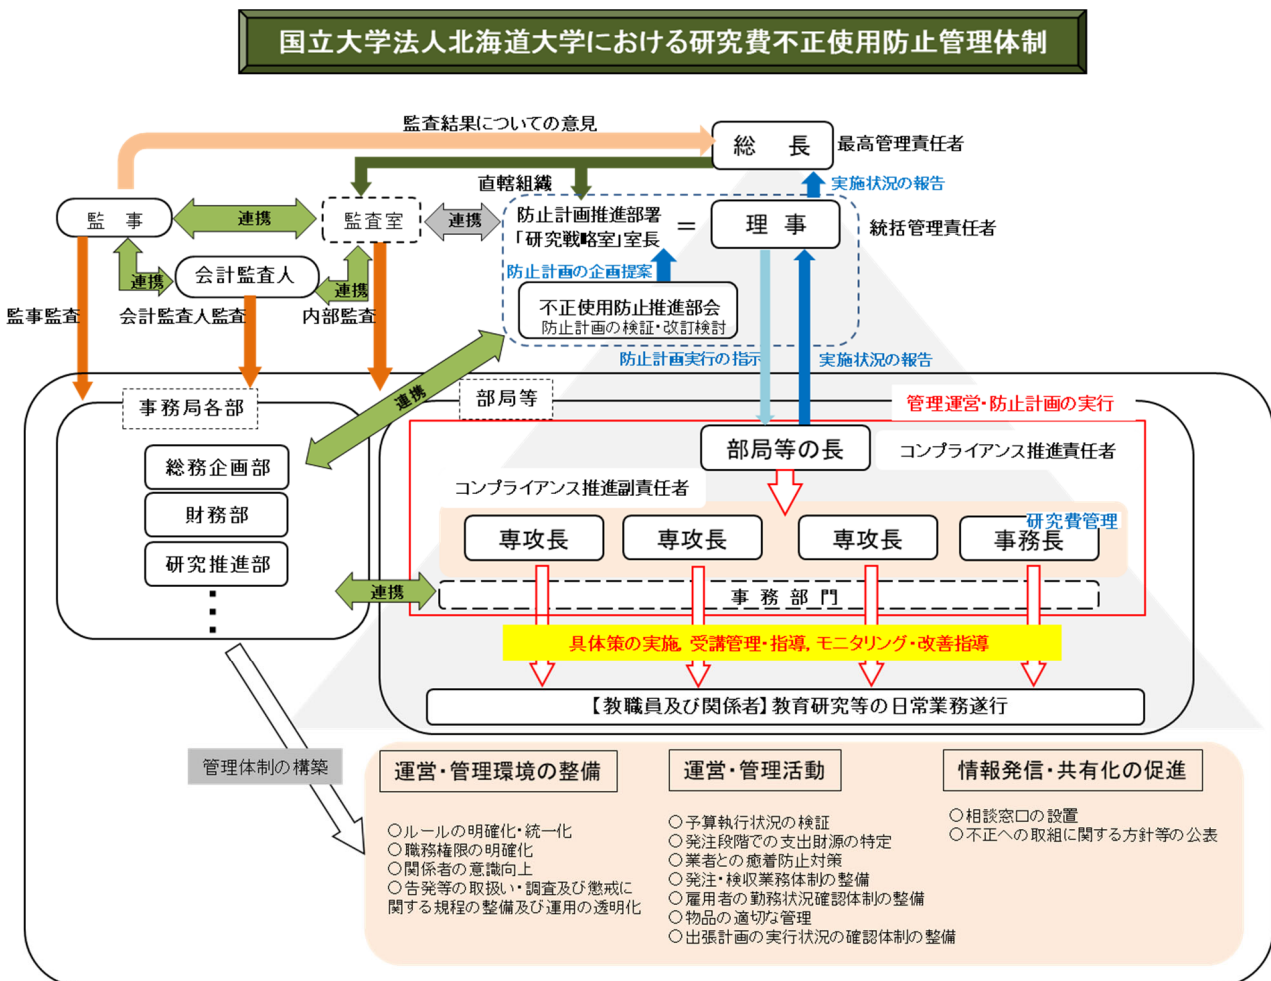 国立大学法人北海道大学における研究費不正使用防止管理体制
監査結果についての意見
総　長
最高管理責任者
直轄組織
実施状況の報告
監　事
連携
監査室
連携
防止計画推進部署
「研究戦略室」室長
＝
理事
統括管理責任者
連携
会計監査人
連携
防止計画の企画提案
不正使用防止推進部会
防止計画の検証・改訂検討
監事監査
会計監査人監査
内部監査
防止計画実行の指示
実施状況の報告
連携
事務局各部
部局等
管理運営・防止計画の実行
総務企画部
財務部
研究推進部
部局等の長
コンプライアンス推進責任者
コンプライアンス推進副責任者
研究費管理
専攻長
専攻長
専攻長
事務長
連携
事務部門
具体策の実施，受講管理・指導，モニタリング・改善指導
【教職員及び関係者】教育研究等の日常業務遂行
管理体制の構築
運営・管理環境の整備
○ルールの明確化・統一化
○職務権限の明確化
○関係者の意識向上
○告発等の取扱い・調査及び懲戒に
関する規程の整備及び運用の透明化
運営・管理活動
○予算執行状況の検証
○発注段階での支出財源の特定
○業者との癒着防止対策
○発注・検収業務体制の整備
○雇用者の勤務状況確認体制の整備
○物品の適切な管理
○出張計画の実行状況の確認体制の整備
情報発信・共有化の促進
○相談窓口の設置
○不正への取組に関する方針等の公表